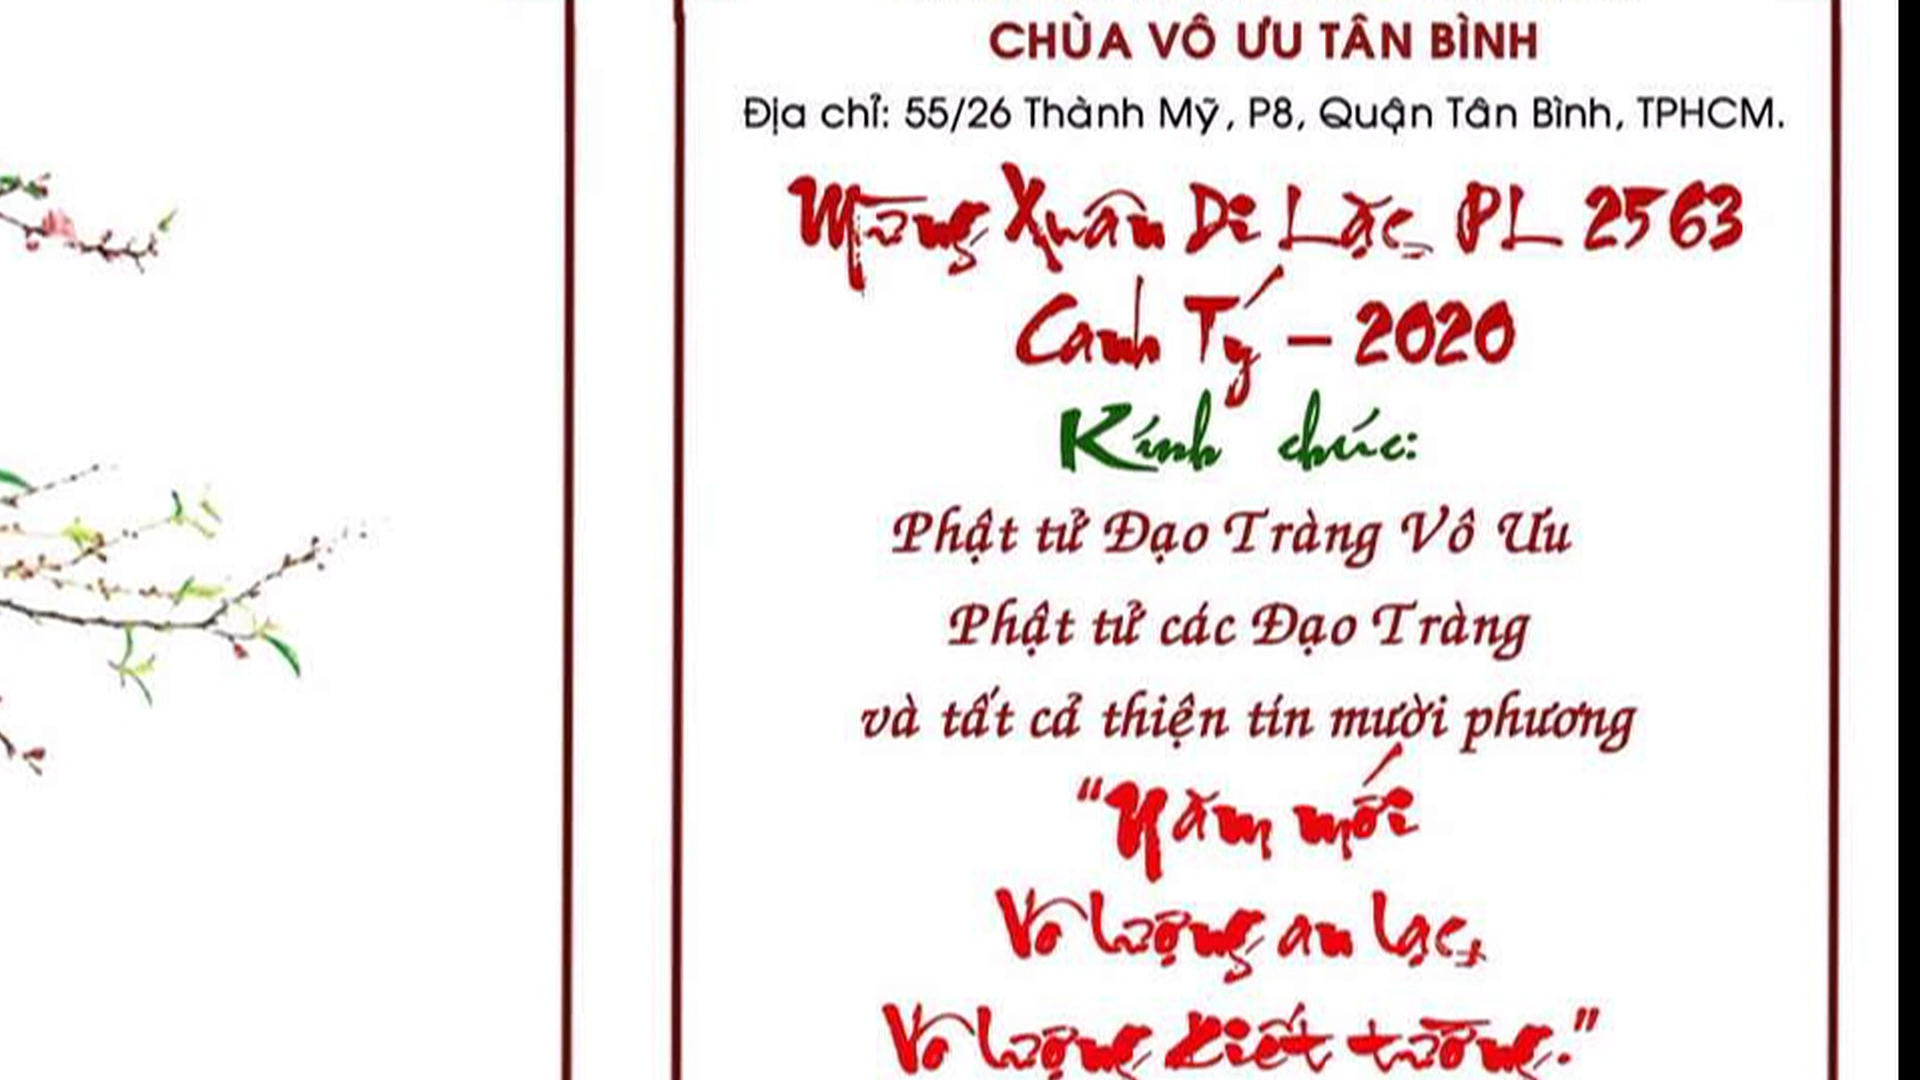 CHÙA VÔ ƯU TÂN BÌNH
Địa chỉ: 55/26 Thành Mỹ, P8, Quận Tân Bình, TPHCM.
Mừng Xuân Di Lặc PL 2563
Canh Tý – 2020
Kính chúc:
Phật tử Đạo Tràng Vô Ưu
Phật tử các Đạo Tràng
và tất cả thiện tín mười phương
“Năm mới
Vô lượng an lạc,
Vô lượng kiết tường.”